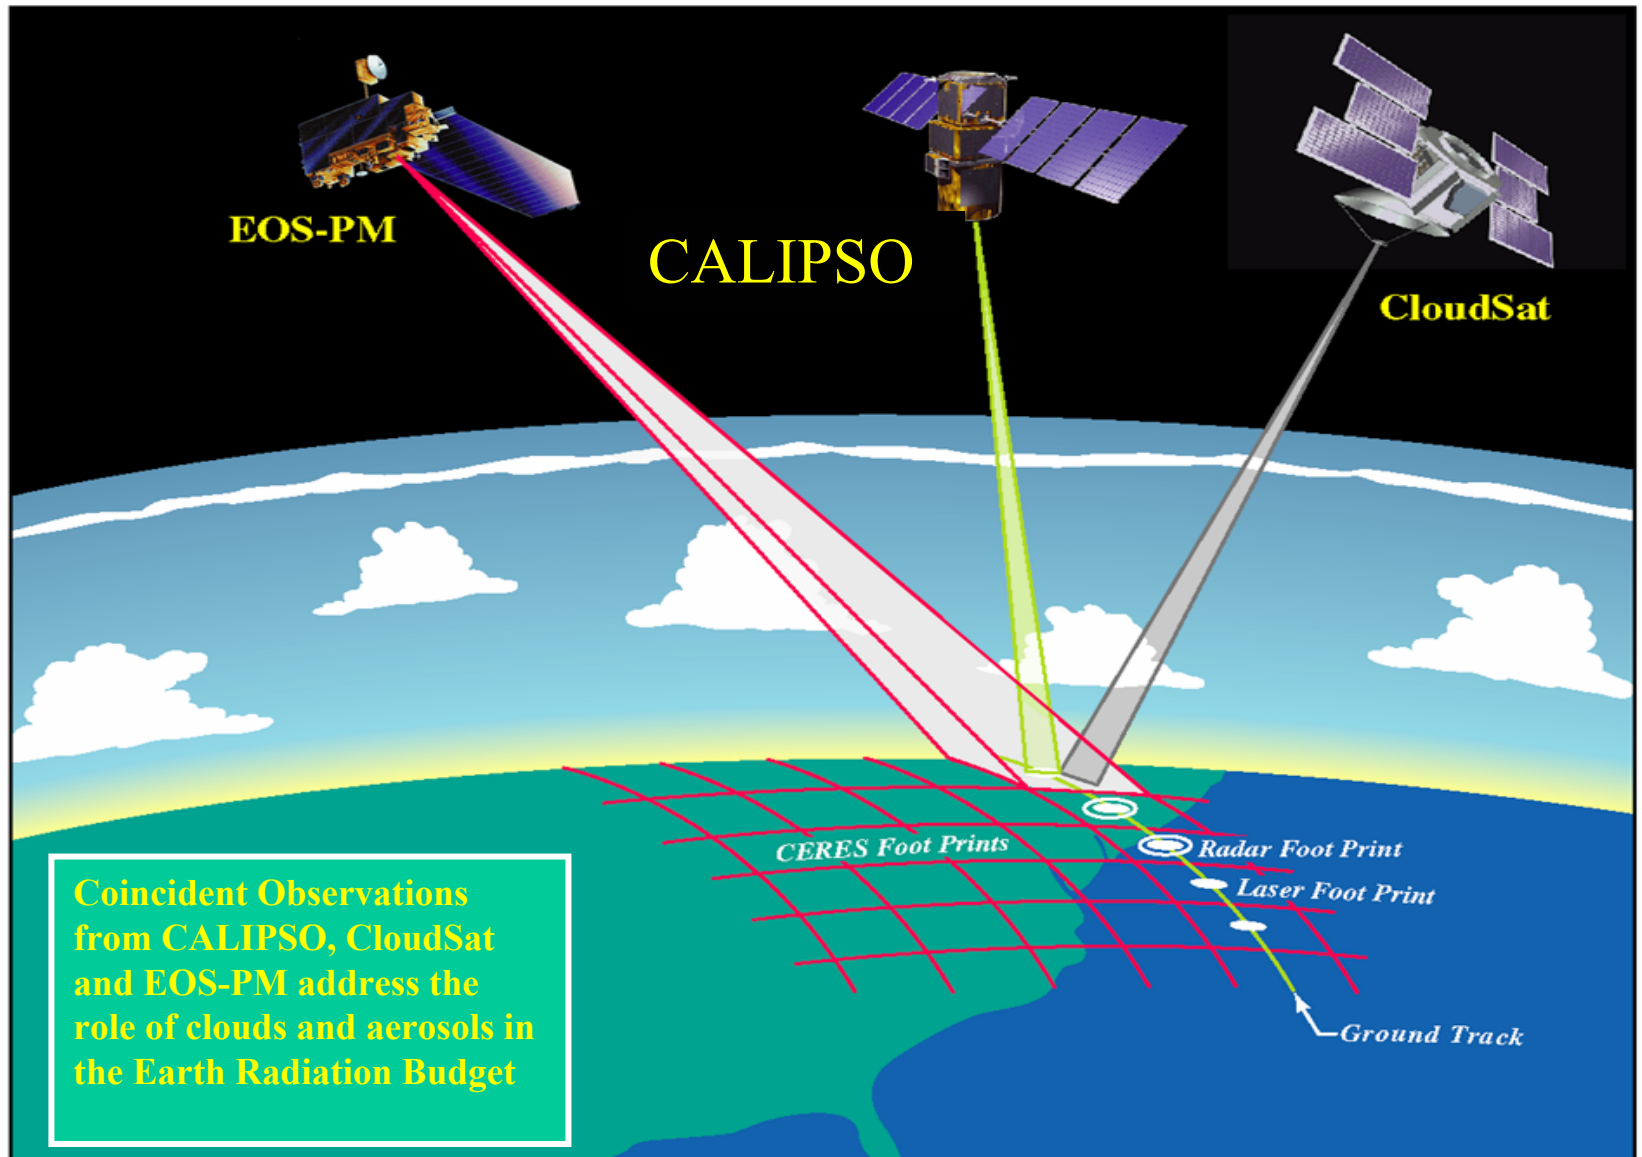 EOS-PM
CALIPSO
CloudSat
CERES Foot Prints
Radar Foot Print
Laser Foot Print
Ground Track
Coincident Observations
from CALIPSO, CloudSat
and EOS-PM address the
role of clouds and aerosols in
the Earth Radiation Budget